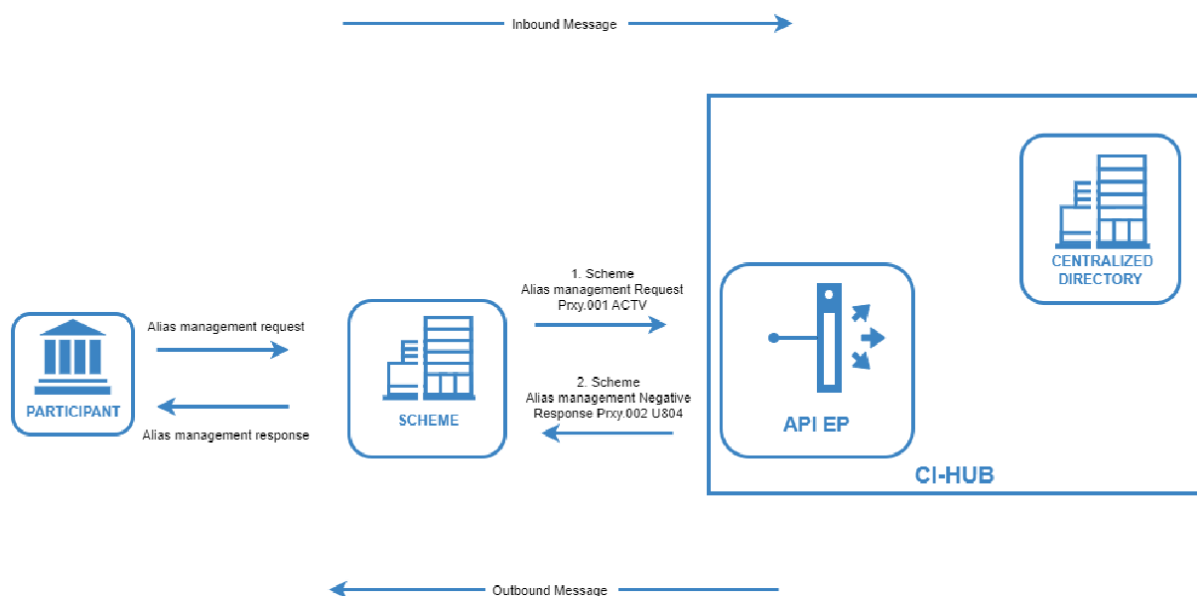 Inbound Message
CENTRALIZED
DIRECTORY
1. Scheme
Alias management Request
Prxy.001 ACTV
Alias management request
2. Scheme
Alias management Negative
Response Prxy.002 U804
PARTICIPANT
SCHEME
API EP
Alias management response
CI-HUB
Outbound Message